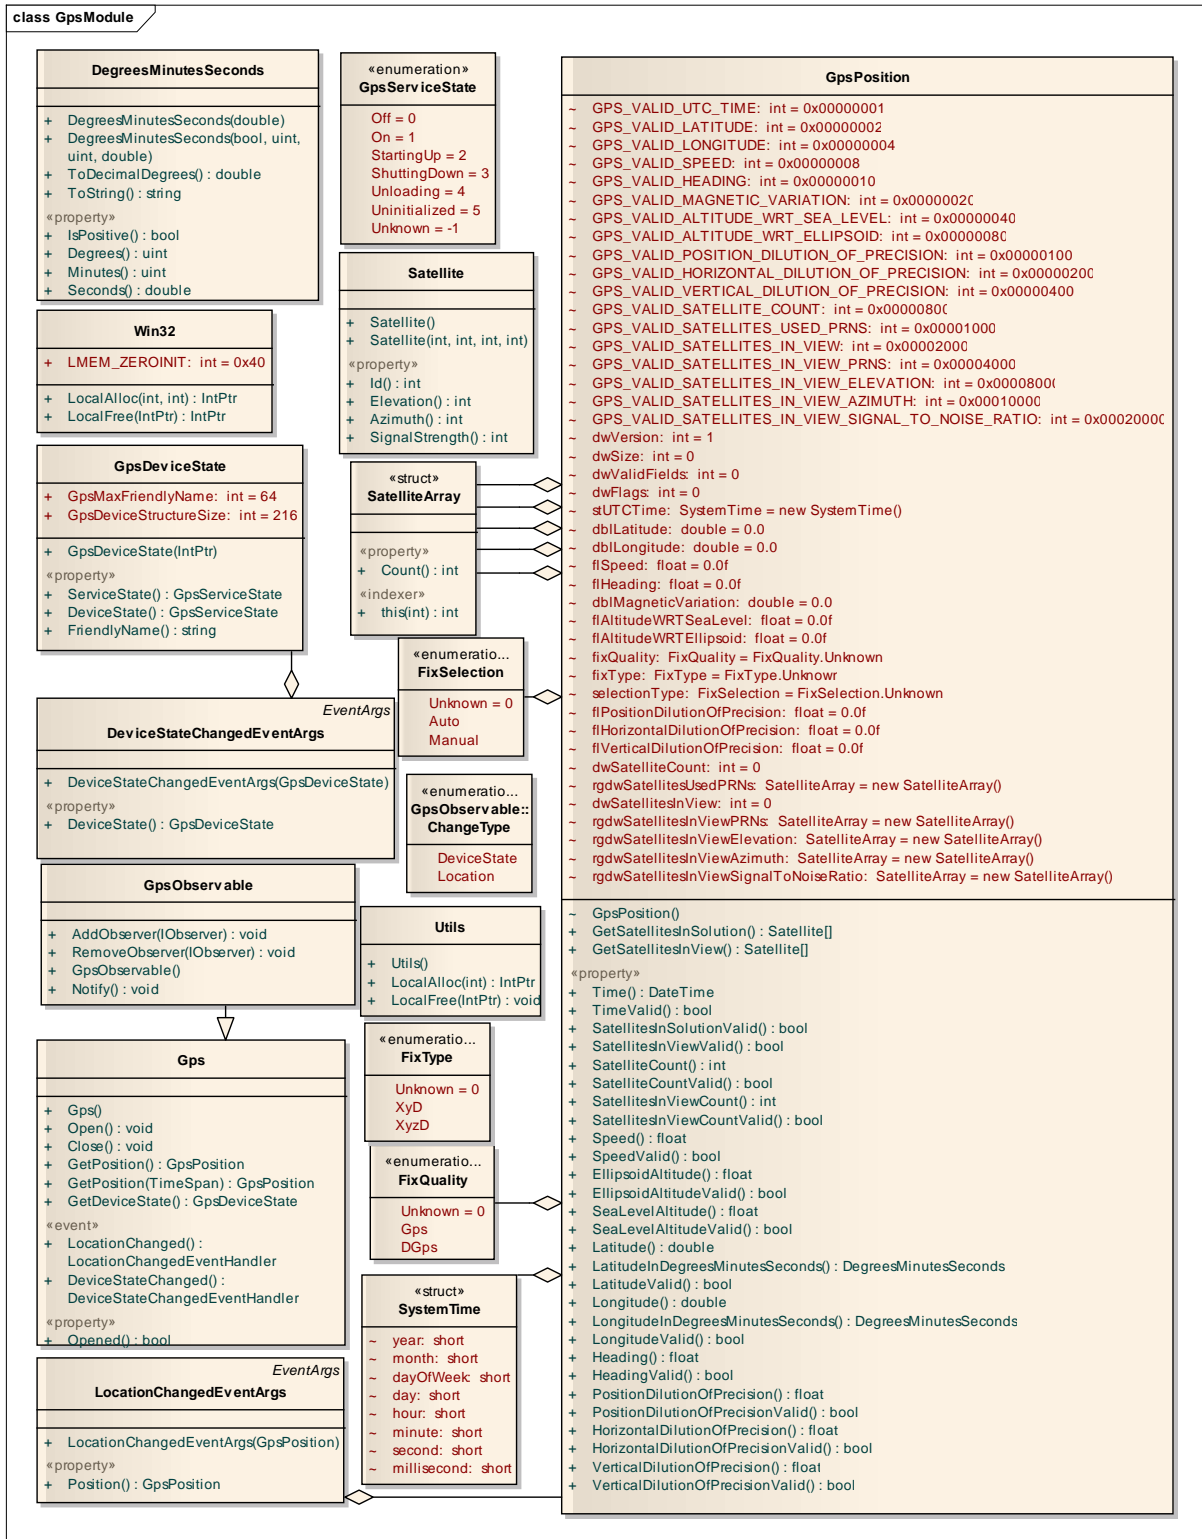 class GpsModule
DegreesMinutesSeconds
+ DegreesMinutesSeconds(double)
+ DegreesMinutesSeconds(bool, uint,
uint, double)
+ ToDecimalDegrees() : double
+ ToString() : string
«property»
+ IsPositive() : bool
+ Degrees() : uint
+ Minutes() : uint
+ Seconds() : double
«enumeration»
GpsServiceState
Off = 0
On = 1
StartingUp = 2
ShuttingDown = 3
Unloading = 4
Uninitialized = 5
Unknown = -1
Win32
+ LMEM_ZEROINIT: int = 0x40
+ LocalAlloc(int, int) : IntPtr
+ LocalFree(IntPtr) : IntPtr
Satellite
+ Satellite()
+ Satellite(int, int, int, int)
«property»
+ Id() : int
+ Elevation() : int
+ Azimuth() : int
+ SignalStrength() : int
GpsDeviceState
+ GpsMaxFriendlyName: int = 64
+ GpsDeviceStructureSize: int = 216
+ GpsDeviceState(IntPtr)
«property»
+ ServiceState() : GpsServiceState
+ DeviceState() : GpsServiceState
+ FriendlyName() : string
«struct»
SatelliteArray
«property»
+ Count() : int
«indexer»
+ this(int) : int
«enumeratio...
FixSelection
Unknown = 0
Auto
Manual
EventArgs
DeviceStateChangedEventArgs
+ DeviceStateChangedEventArgs(GpsDeviceState)
«property»
+ DeviceState() : GpsDeviceState
«enumeratio...
GpsObservable::
ChangeType
DeviceState
Location
GpsObservable
+ AddObserver(IObserver) : void
+ RemoveObserver(IObserver) : void
+ GpsObservable()
+ Notify() : void
Utils
+ Utils()
+ LocalAlloc(int) : IntPtr
+ LocalFree(IntPtr) : void
Gps
+ Gps()
+ Open() : void
+ Close() : void
+ GetPosition() : GpsPosition
+ GetPosition(TimeSpan) : GpsPosition
+ GetDeviceState() : GpsDeviceState
«event»
+ LocationChanged() :
LocationChangedEventHandler
+ DeviceStateChanged() :
DeviceStateChangedEventHandler
«property»
+ Opened() : bool
«enumeratio...
FixType
Unknown = 0
XyD
XyzD
«enumeratio...
FixQuality
Unknown = 0
Gps
DGps
«struct»
SystemTime
~ year: short
~ month: short
~ dayOfWeek: short
~ day: short
~ hour: short
~ minute: short
~ second: short
~ millisecond: short
EventArgs
LocationChangedEventArgs
+ LocationChangedEventArgs(GpsPosition)
«property»
+ Position() : GpsPosition
GpsPosition
~ GPS_VALID_UTC_TIME: int = 0x00000001
~ GPS_VALID_LATITUDE: int = 0x00000002
~ GPS_VALID_LONGITUDE: int = 0x00000004
~ GPS_VALID_SPEED: int = 0x00000008
~ GPS_VALID_HEADING: int = 0x00000010
~ GPS_VALID_MAGNETIC_VARIATION: int = 0x00000020
~ GPS_VALID_ALTITUDE_WRT_SEA_LEVEL: int = 0x00000040
~ GPS_VALID_ALTITUDE_WRT_ELLIPSOID: int = 0x00000080
~ GPS_VALID_POSITION_DILUTION_OF_PRECISION: int = 0x00000100
~ GPS_VALID_HORIZONTAL_DILUTION_OF_PRECISION: int = 0x00000200
~ GPS_VALID_VERTICAL_DILUTION_OF_PRECISION: int = 0x00000400
~ GPS_VALID_SATELLITE_COUNT: int = 0x00000800
~ GPS_VALID_SATELLITES_USED_PRNS: int = 0x00001000
~ GPS_VALID_SATELLITES_IN_VIEW: int = 0x00002000
~ GPS_VALID_SATELLITES_IN_VIEW_PRNS: int = 0x00004000
~ GPS_VALID_SATELLITES_IN_VIEW_ELEVATION: int = 0x00008000
~ GPS_VALID_SATELLITES_IN_VIEW_AZIMUTH: int = 0x00010000
~ GPS_VALID_SATELLITES_IN_VIEW_SIGNAL_TO_NOISE_RATIO: int = 0x00020000
~ dwVersion: int = 1
~ dwSize: int = 0
~ dwValidFields: int = 0
~ dwFlags: int = 0
~ stUTCTime: SystemTime = new SystemTime()
~ dblLatitude: double = 0.0
~ dblLongitude: double = 0.0
~ flSpeed: float = 0.0f
~ flHeading: float = 0.0f
~ dblMagneticVariation: double = 0.0
~ flAltitudeWRTSeaLevel: float = 0.0f
~ flAltitudeWRTEllipsoid: float = 0.0f
~ fixQuality: FixQuality = FixQuality.Unknown
~ fixType: FixType = FixType.Unknown
~ selectionType: FixSelection = FixSelection.Unknown
~ flPositionDilutionOfPrecision: float = 0.0f
~ flHorizontalDilutionOfPrecision: float = 0.0f
~ flVerticalDilutionOfPrecision: float = 0.0f
~ dwSatelliteCount: int = 0
~ rgdwSatellitesUsedPRNs: SatelliteArray = new SatelliteArray()
~ dwSatellitesInView: int = 0
~ rgdwSatellitesInViewPRNs: SatelliteArray = new SatelliteArray()
~ rgdwSatellitesInViewElevation: SatelliteArray = new SatelliteArray()
~ rgdwSatellitesInViewAzimuth: SatelliteArray = new SatelliteArray()
~ rgdwSatellitesInViewSignalToNoiseRatio: SatelliteArray = new SatelliteArray()
~ GpsPosition()
+ GetSatellitesInSolution() : Satellite[]
+ GetSatellitesInView() : Satellite[]
«property»
+ Time() : DateTime
+ TimeValid() : bool
+ SatellitesInSolutionValid() : bool
+ SatellitesInViewValid() : bool
+ SatelliteCount() : int
+ SatelliteCountValid() : bool
+ SatellitesInViewCount() : int
+ SatellitesInViewCountValid() : bool
+ Speed() : float
+ SpeedValid() : bool
+ EllipsoidAltitude() : float
+ EllipsoidAltitudeValid() : bool
+ SeaLevelAltitude() : float
+ SeaLevelAltitudeValid() : bool
+ Latitude() : double
+ LatitudeInDegreesMinutesSeconds() : DegreesMinutesSeconds
+ LatitudeValid() : bool
+ Longitude() : double
+ LongitudeInDegreesMinutesSeconds() : DegreesMinutesSeconds
+ LongitudeValid() : bool
+ Heading() : float
+ HeadingValid() : bool
+ PositionDilutionOfPrecision() : float
+ PositionDilutionOfPrecisionValid() : bool
+ HorizontalDilutionOfPrecision() : float
+ HorizontalDilutionOfPrecisionValid() : bool
+ VerticalDilutionOfPrecision() : float
+ VerticalDilutionOfPrecisionValid() : bool